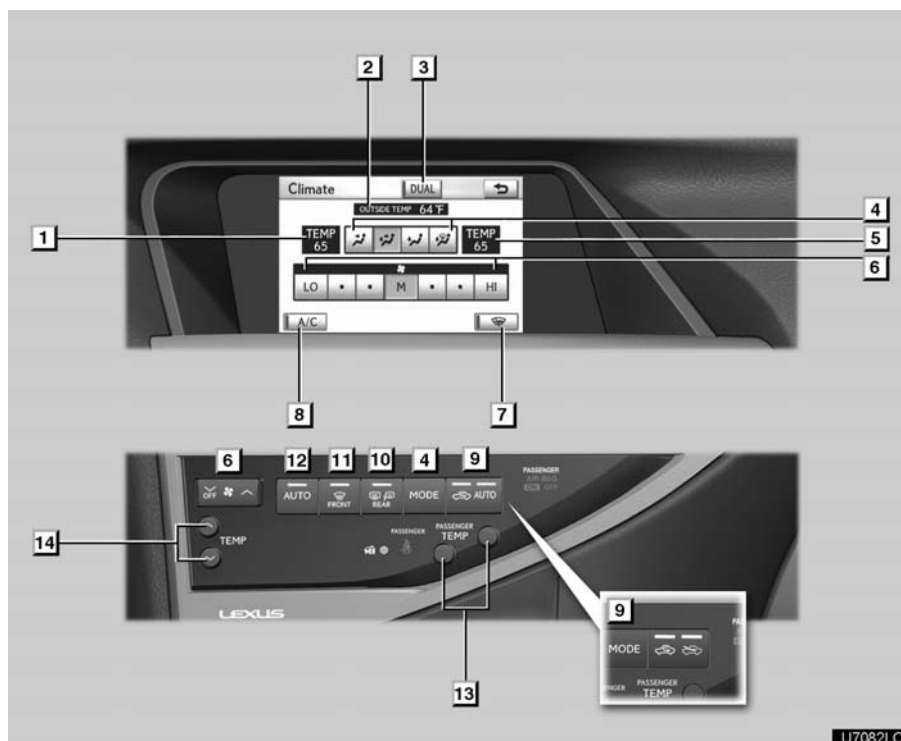 2 3
Climate DUAL
OUTSIDE TEMP 64°F
4
1 TEMP 65 TEMP 65 5
6
LO M HI
A/C
8 7
6 12 11 10 4 9
OFF AUTO FRONT REAR MODE AUTO
PASSENGER
AIR BAG
OFF
14 TEMP
PASSENGER
PASSENGER
TEMP
LEXUS
9
MODE
PASSENGER
TEMP
13
U7082LC